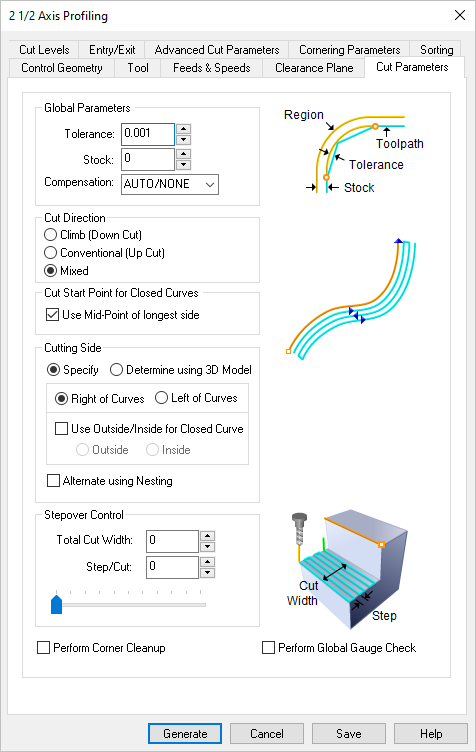 2 1/2 Axis Profiling
Cut Levels Entry/Exit Advanced Cut Parameters Cornering Parameters Sorting
Control Geometry Tool Feeds & Speeds Clearance Plane Cut Parameters
Global Parameters
Tolerance: 0.001
Stock: 0
Compensation: AUTO/NONE
Region
Toolpath
Tolerance
Stock
Cut Direction
Climb (Down Cut)
Conventional (Up Cut)
Mixed
Cut Start Point for Closed Curves
Use Mid-Point of longest side
Cutting Side
Specify Determine using 3D Model
Right of Curves Left of Curves
Use Outside/Inside for Closed Curve
Outside Inside
Alternate using Nesting
Stepover Control
Total Cut Width: 0
Step/Cut: 0
Cut
Width
Step
Perform Corner Cleanup Perform Global Gauge Check
Generate Cancel Save Help